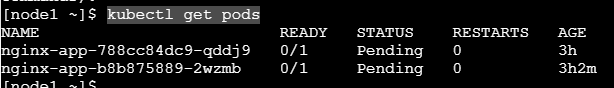 [node1 ~]$ kubectl get pods
NAME READY STATUS RESTARTS AGE
nginx-app-788cc84dc9-qddj9 0/1 Pending 0 3h
nginx-app-b8b875889-2wzmb 0/1 Pending 0 3h2m
[node1 ~]$